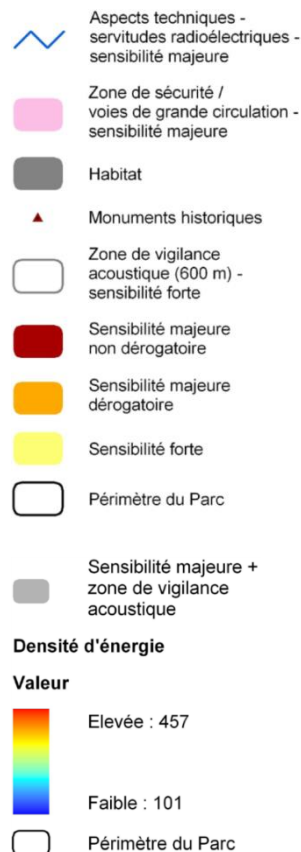 Aspects techniques -
servitudes radioélectriques -
sensibilité majeure
Zone de sécurité /
voies de grande circulation -
sensibilité majeure
Habitat
Monuments historiques
Zone de vigilance
acoustique (600 m) -
sensibilité forte
Sensibilité majeure
non dérogatoire
Sensibilité majeure
dérogatoire
Sensibilité forte
Périmètre du Parc
Sensibilité majeure +
zone de vigilance
acoustique
Densité d'énergie
Valeur
Elevée : 457
Faible : 101
Périmètre du Parc